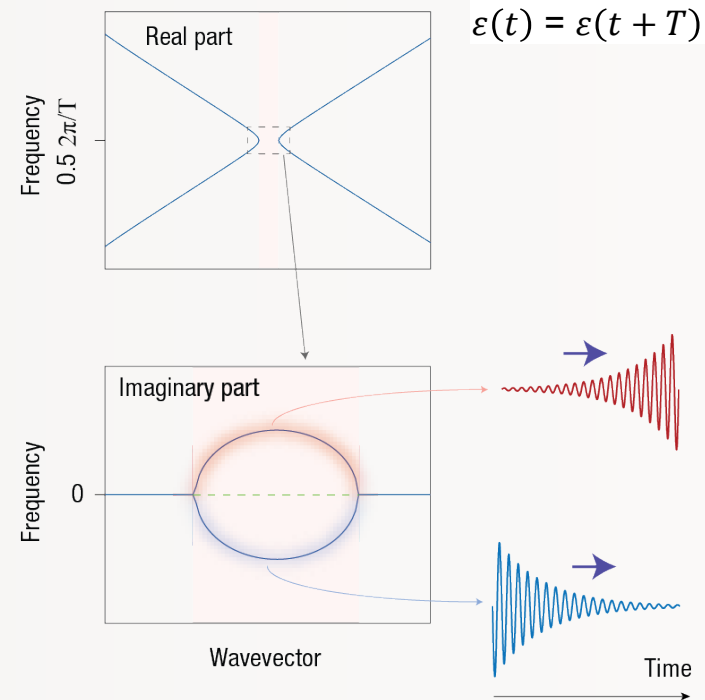 Real part
ε(t) = ε(t + T)
Frequency
0.5 2π/T
Imaginary part
Frequency
0
Wavevector
Time